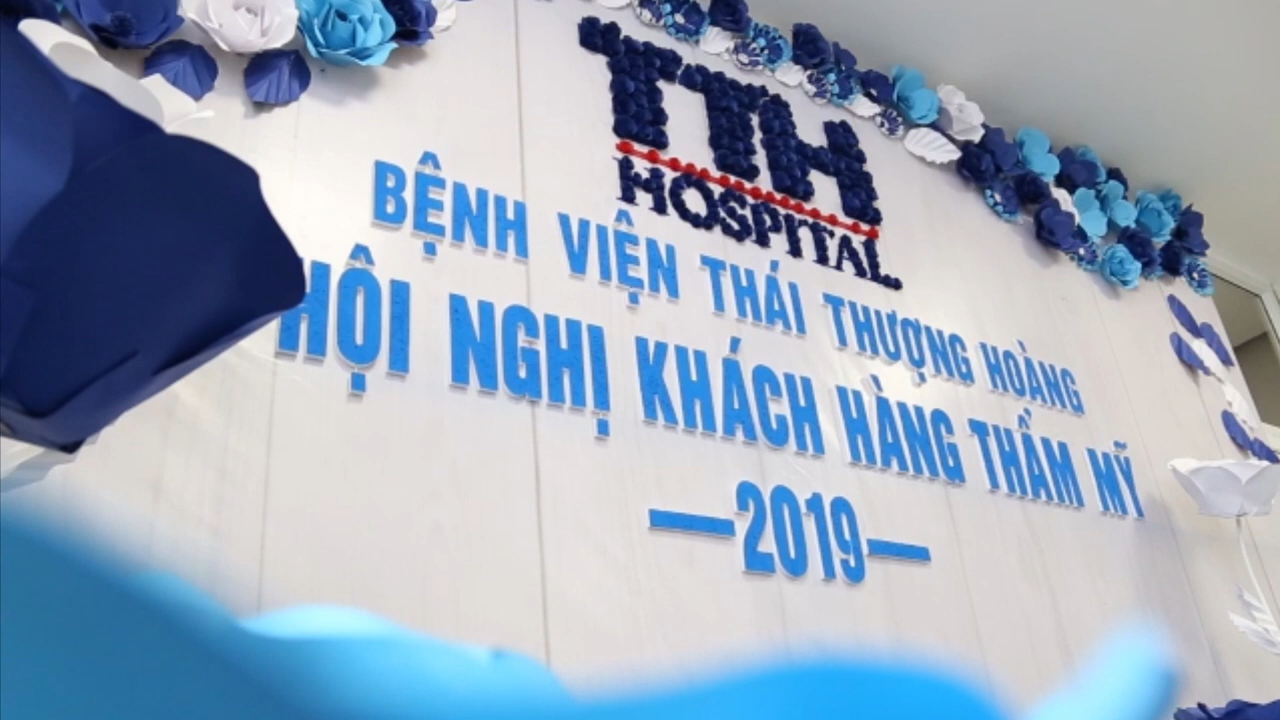 TTH
HOSPITAL
BỆNH VIỆN THÁI THƯỢNG HOÀNG
HỘI NGHỊ KHÁCH HÀNG THẨM MỸ
—2019—